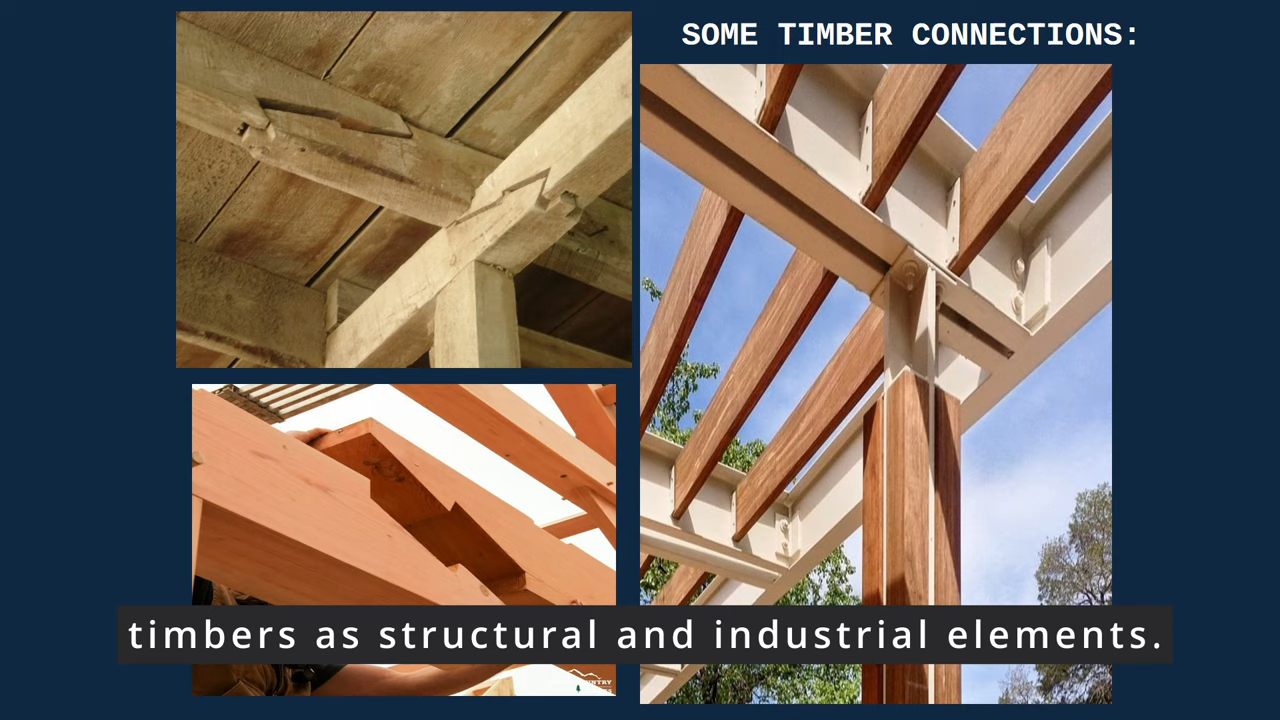 SOME TIMBER CONNECTIONS:
timbers as structural and industrial elements.